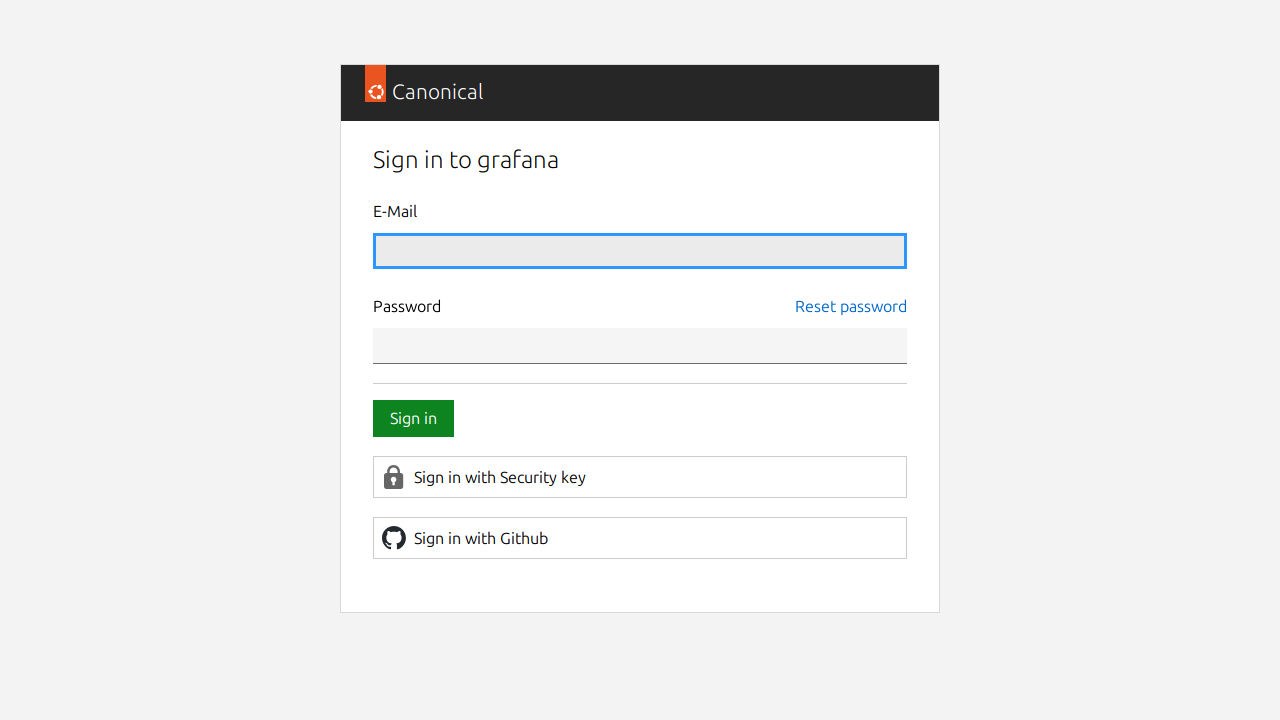 Canonical
Sign in to grafana
E-Mail
Password
Reset password
Sign in
Sign in with Security key
Sign in with Github